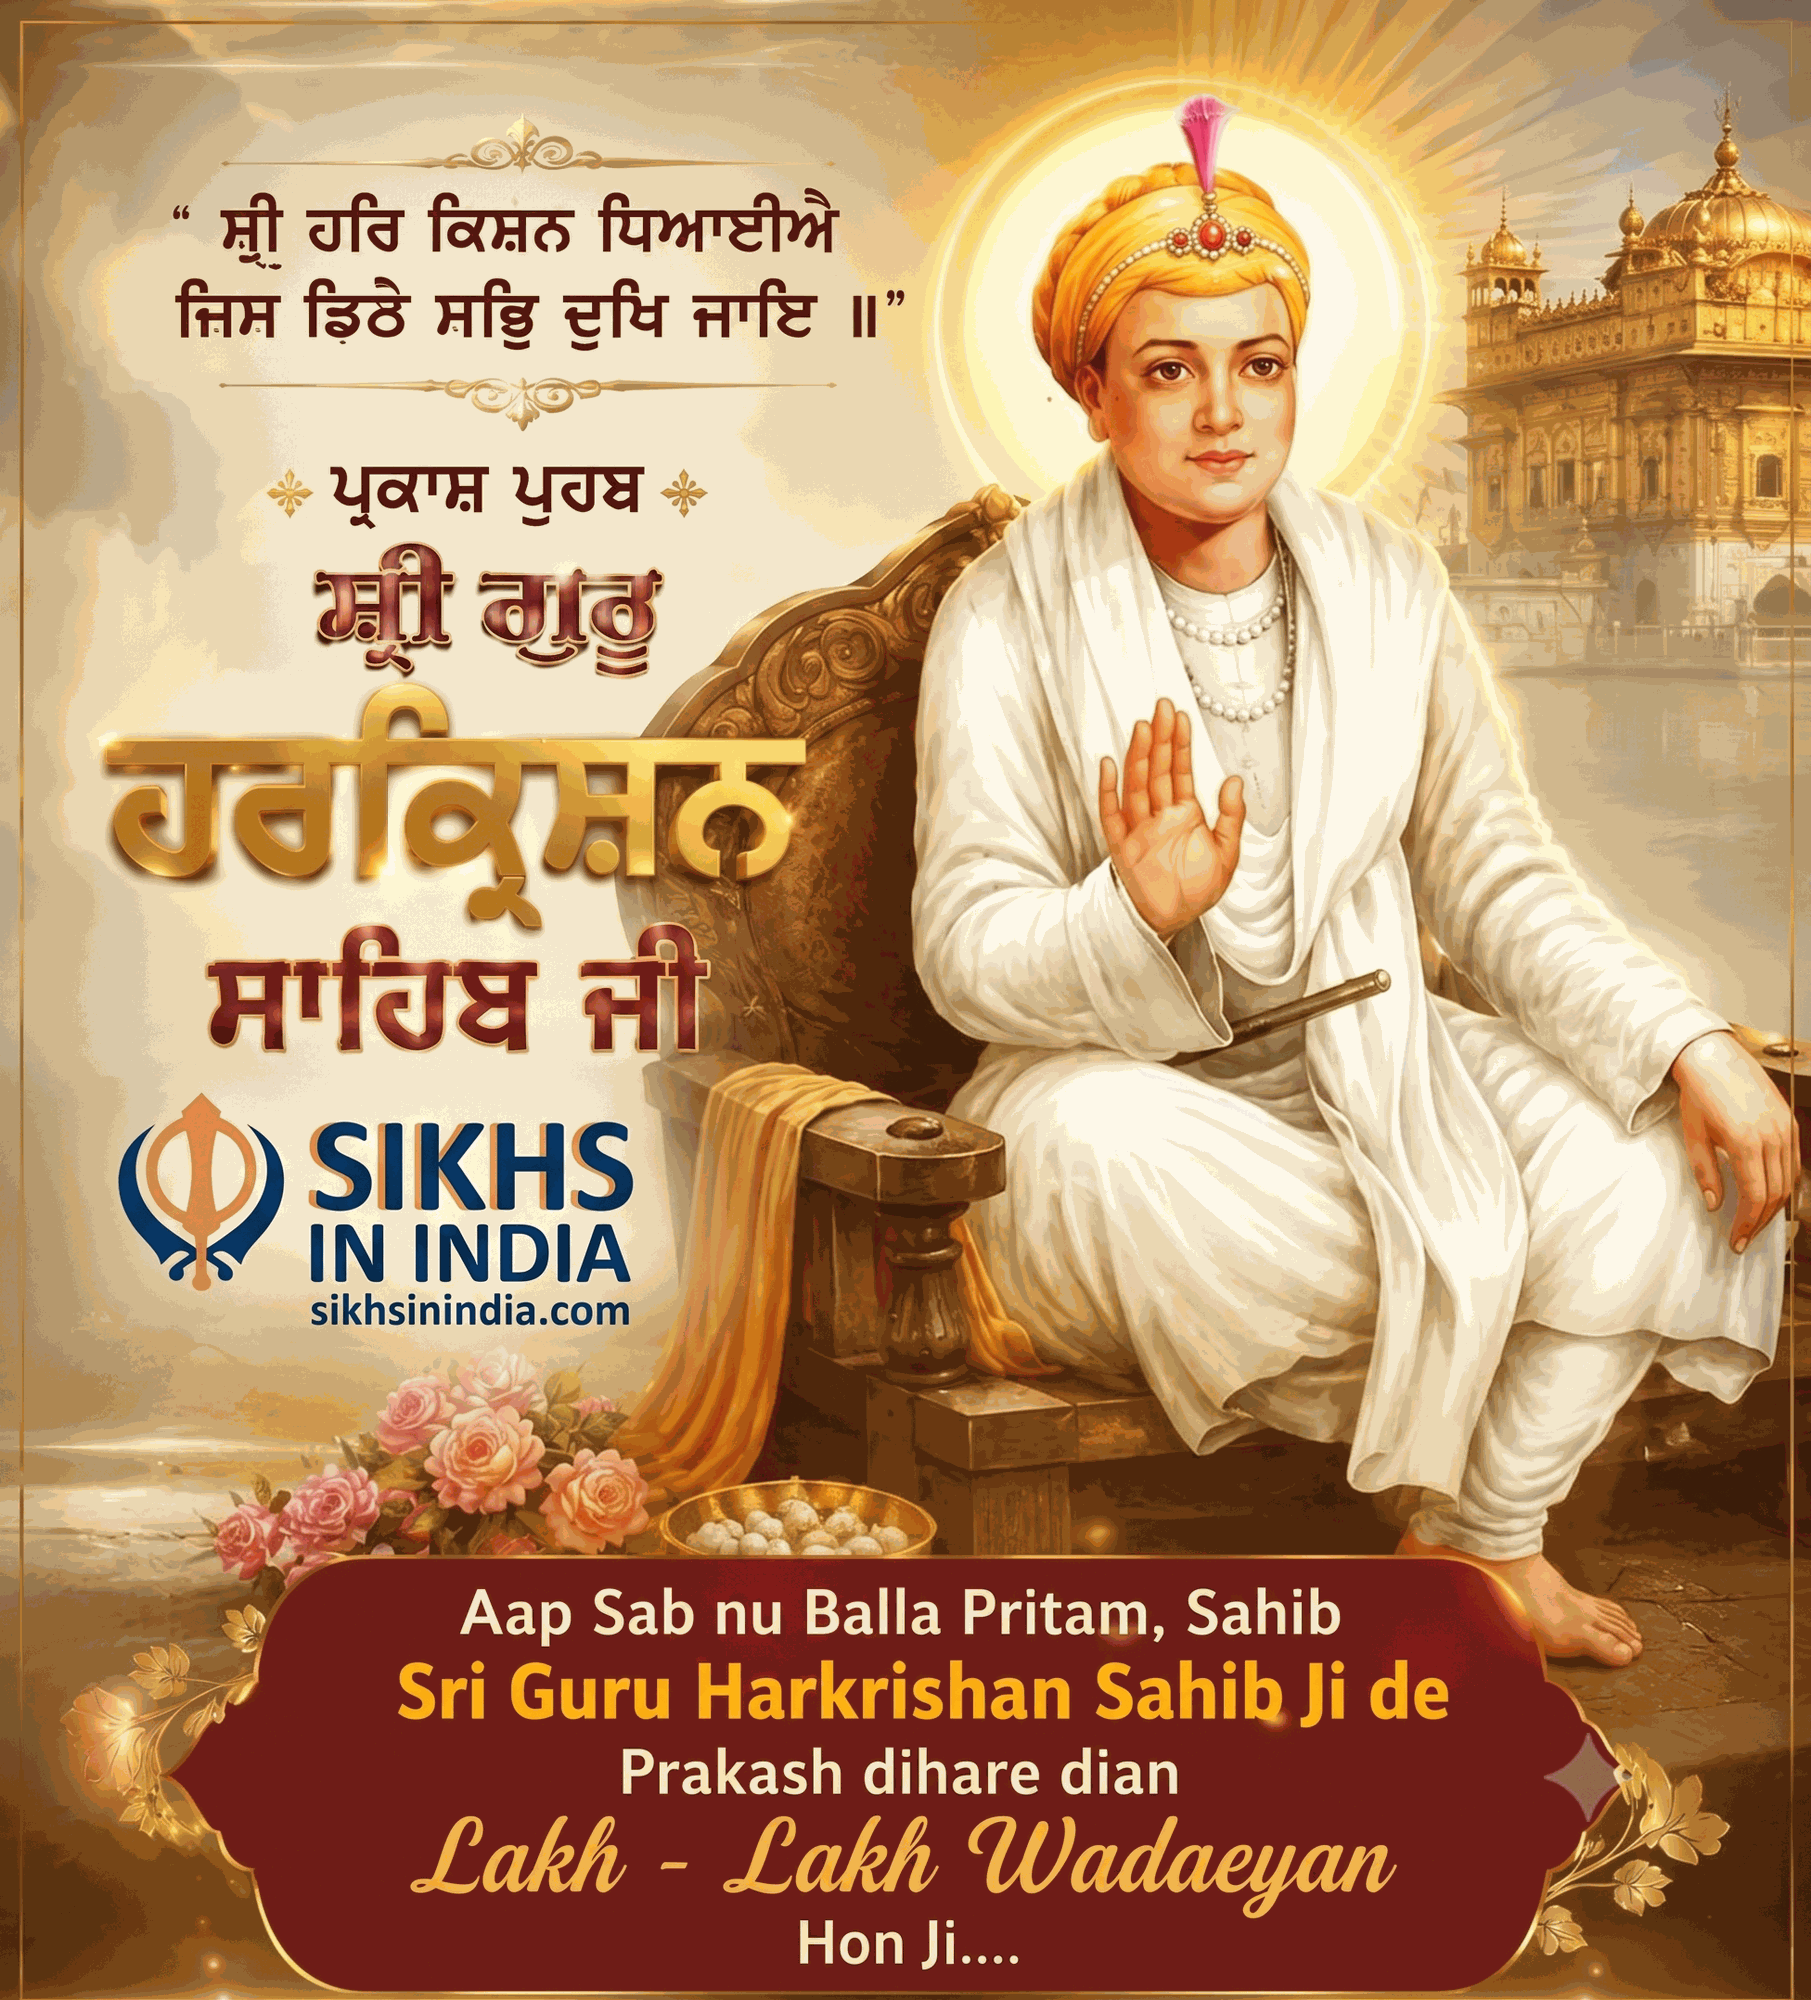 “ ਸ਼੍ਰੀ ਹਰਿ ਕਿਸ਼ਨ ਧਿਆਈਐ
ਜਿਸ ਡਿਠੈ ਸਭਿ ਦੁਖਿ ਜਾਇ ॥”
ਪ੍ਰਕਾਸ਼ ਪੁਰਬ
ਸ਼੍ਰੀ ਗੁਰੂ
ਹਰਕ੍ਰਿਸ਼ਨ
ਸਾਹਿਬ ਜੀ
SIKHS
IN INDIA
sikhsinindia.com
Aap Sab nu Balla Pritam, Sahib
Sri Guru Harkrishan Sahib Ji de
Prakash dihare dian
Lakh - Lakh Wadaeyan
Hon Ji....